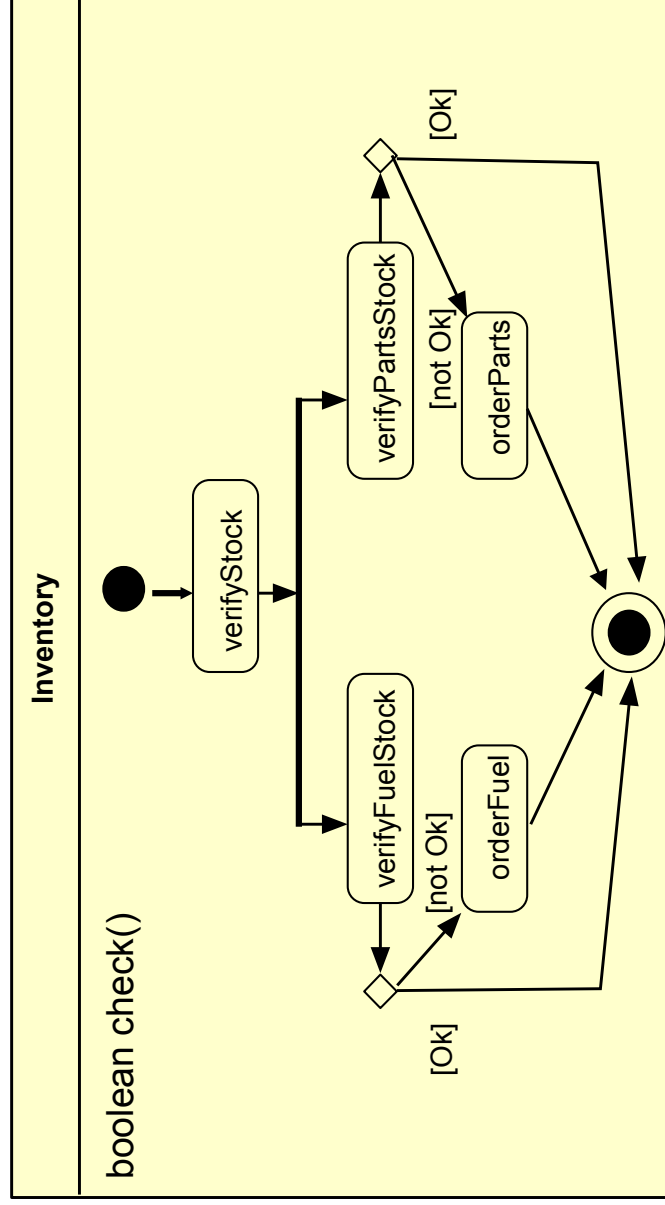 Inventory
boolean check()
verifyStock
verifyFuelStock
verifyPartsStock
[Ok]
[not Ok]
[not Ok]
[Ok]
orderFuel
orderParts